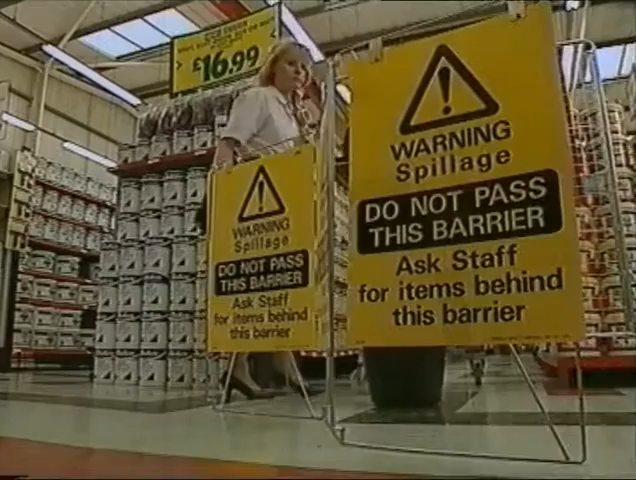 £16.99
WARNING
Spillage
DO NOT PASS
THIS BARRIER
Ask Staff
for items behind
this barrier
WARNING
Spillage
DO NOT PASS
THIS BARRIER
Ask Staff
for items behind
this barrier